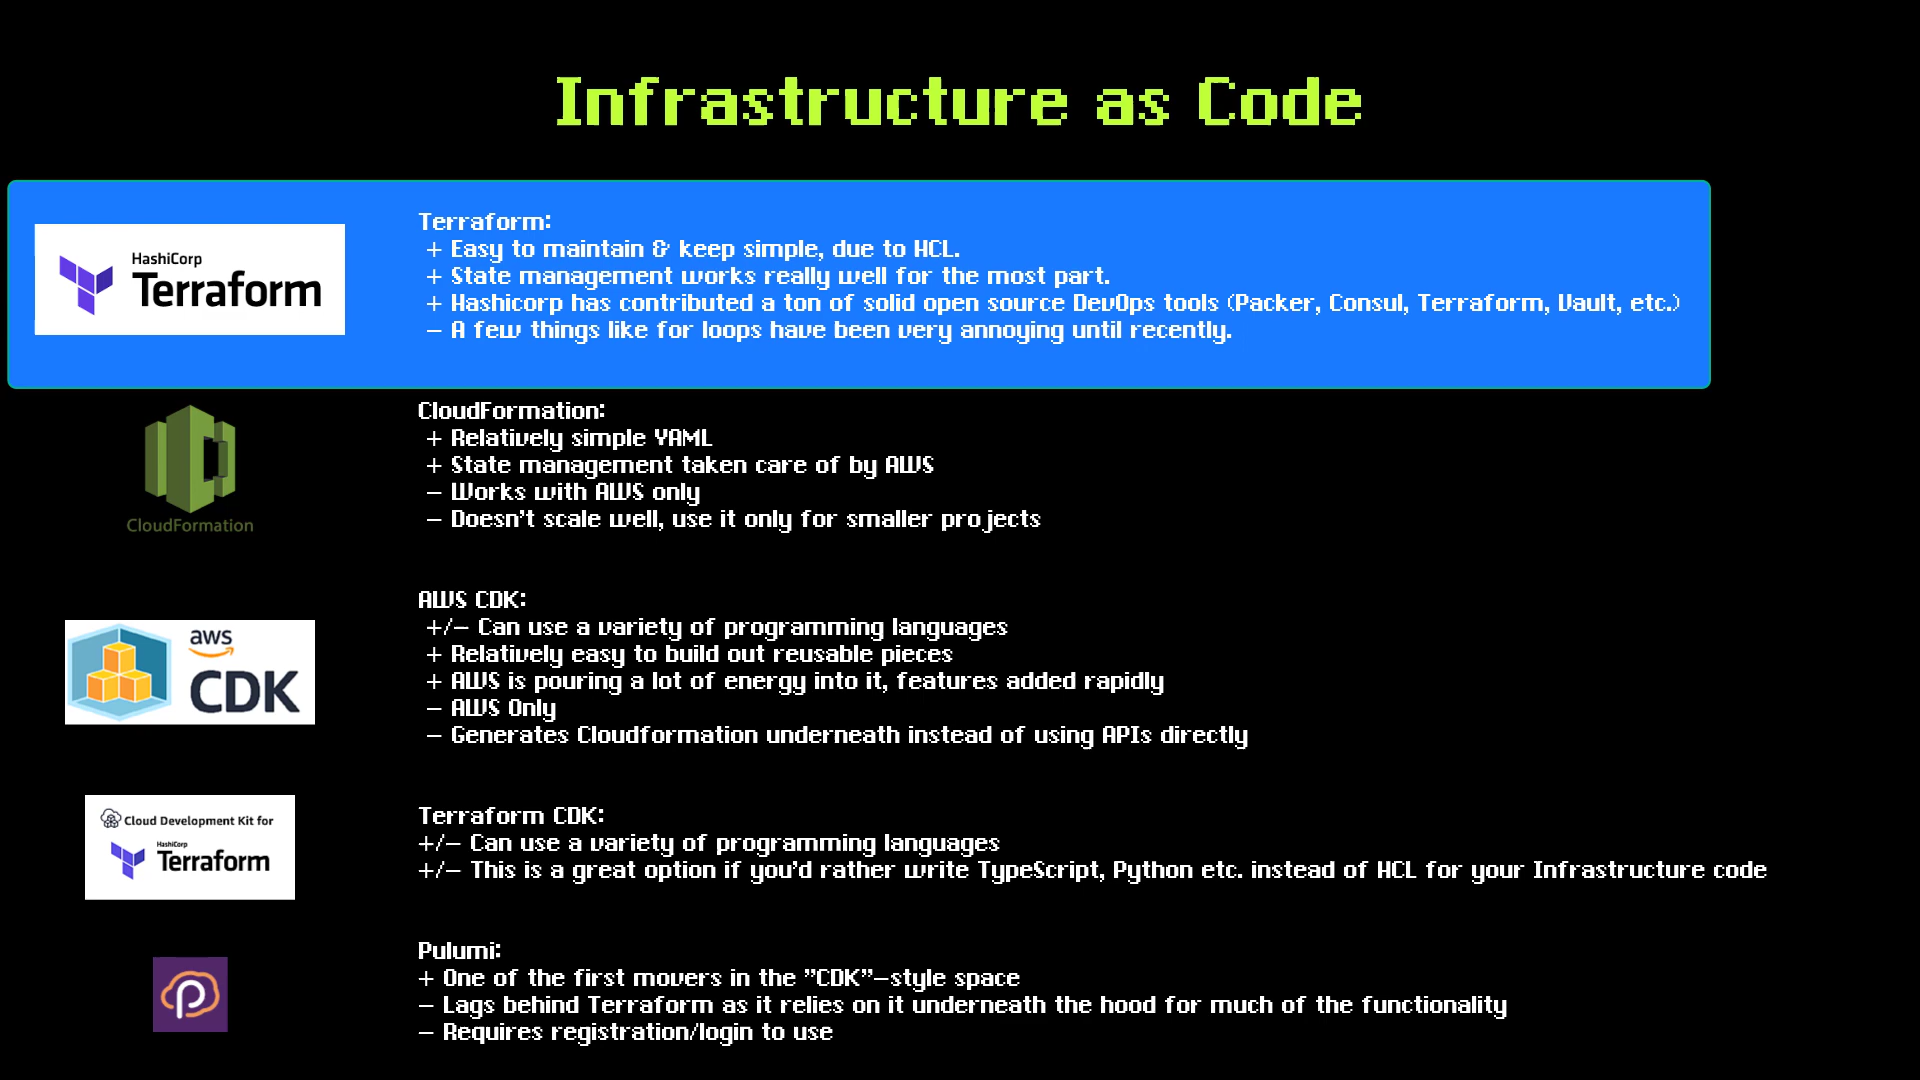 Infrastructure as Code
HashiCorp
Terraform
Terraform:
+ Easy to maintain & keep simple, due to HCL.
+ State management works really well for the most part.
+ Hashicorp has contributed a ton of solid open source DevOps tools (Packer, Consul, Terraform, Vault, etc.)
- A few things like for loops have been very annoying until recently.
CloudFormation
CloudFormation:
+ Relatively simple YAML
+ State management taken care of by AWS
- Works with AWS only
- Doesn't scale well, use it only for smaller projects
aws
CDK
AWS CDK:
+/- Can use a variety of programming languages
+ Relatively easy to build out reusable pieces
+ AWS is pouring a lot of energy into it, features added rapidly
- AWS Only
- Generates Cloudformation underneath instead of using APIs directly
Cloud Development Kit for
HashiCorp
Terraform
Terraform CDK:
+/- Can use a variety of programming languages
+/- This is a great option if you'd rather write TypeScript, Python etc. instead of HCL for your Infrastructure code
Pulumi:
+ One of the first movers in the "CDK"-style space
- Lags behind Terraform as it relies on it underneath the hood for much of the functionality
- Requires registration/login to use